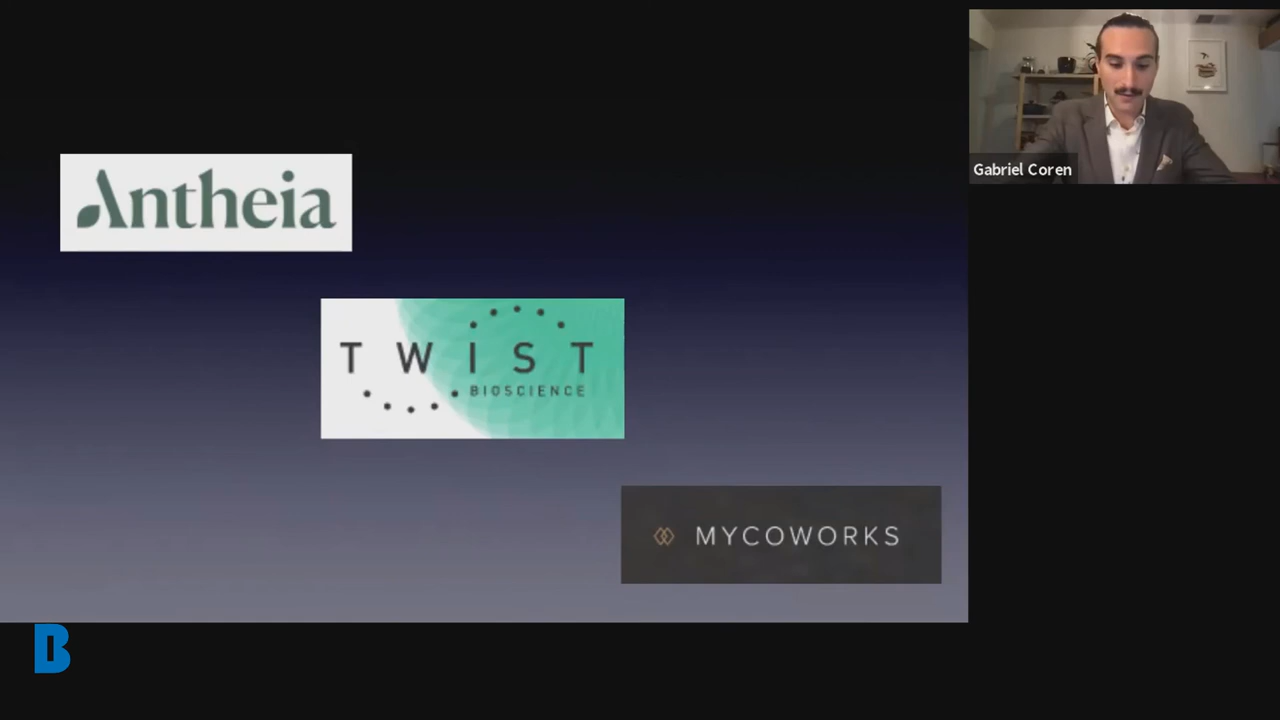 Antheia
TWIST
BIOSCIENCE
MYCOWORKS
Gabriel Coren
B